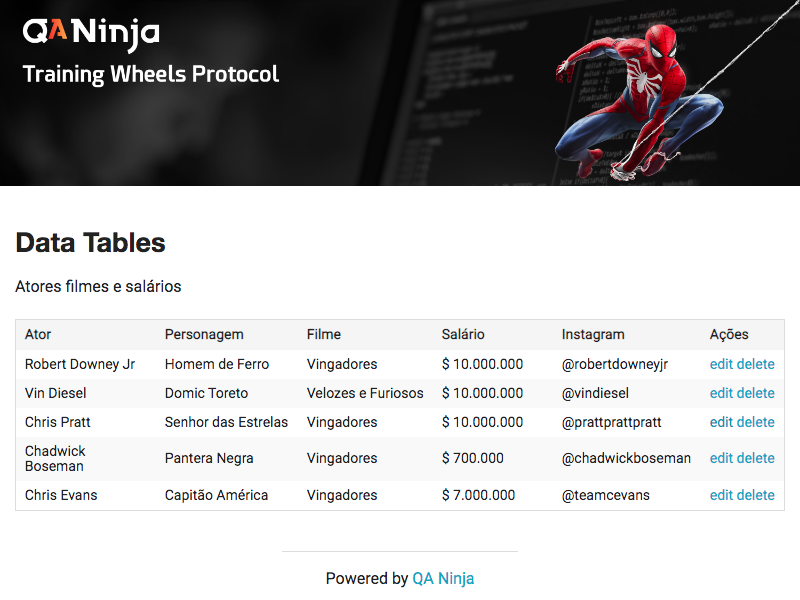 QA Ninja
Training Wheels Protocol
Data Tables
Atores filmes e salários
Ator Personagem Filme Salário Instagram Ações
Robert Downey Jr Homem de Ferro Vingadores $ 10.000.000 @robertdowneyjr edit delete
Vin Diesel Domic Toreto Velozes e Furiosos $ 10.000.000 @vindiesel edit delete
Chris Pratt Senhor das Estrelas Vingadores $ 10.000.000 @prattprattpratt edit delete
Chadwick Boseman Pantera Negra Vingadores $ 700.000 @chadwickboseman edit delete
Chris Evans Capitão América Vingadores $ 7.000.000 @teamcevans edit delete
Powered by QA Ninja